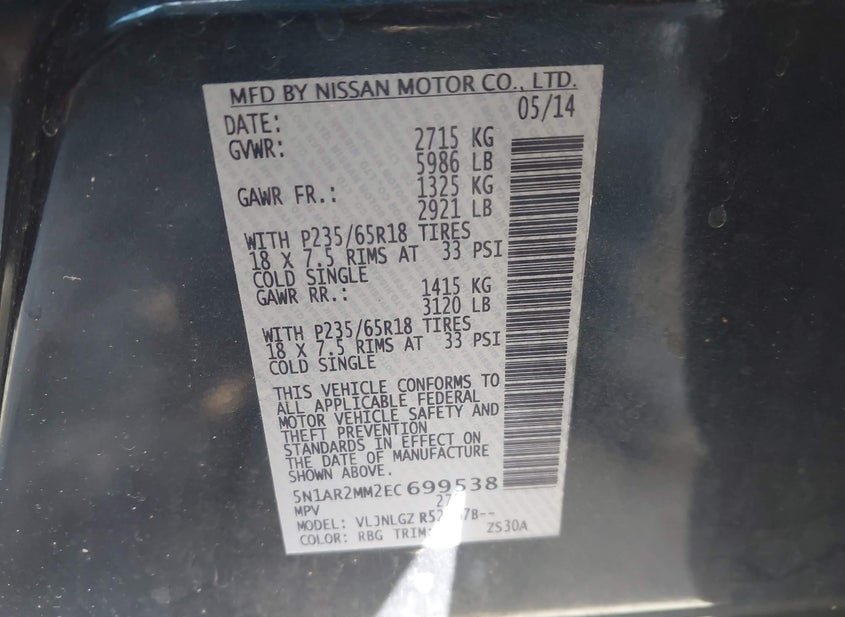 MFD BY NISSAN MOTOR CO., LTD.
DATE: 05/14
GVWR: 2715 KG
5986 LB
GAWR FR.: 1325 KG
2921 LB
WITH P235/65R18 TIRES
18 X 7.5 RIMS AT 33 PSI
COLD SINGLE
GAWR RR.: 1415 KG
3120 LB
WITH P235/65R18 TIRES
18 X 7.5 RIMS AT 33 PSI
COLD SINGLE
THIS VEHICLE CONFORMS TO
ALL APPLICABLE FEDERAL
MOTOR VEHICLE SAFETY AND
THEFT PREVENTION
STANDARDS IN EFFECT ON
THE DATE OF MANUFACTURE
SHOWN ABOVE.
5N1AR2MM2EC699538
MPV
MODEL: VLJNLGZ
COLOR: RBG TRIM: ZS30A